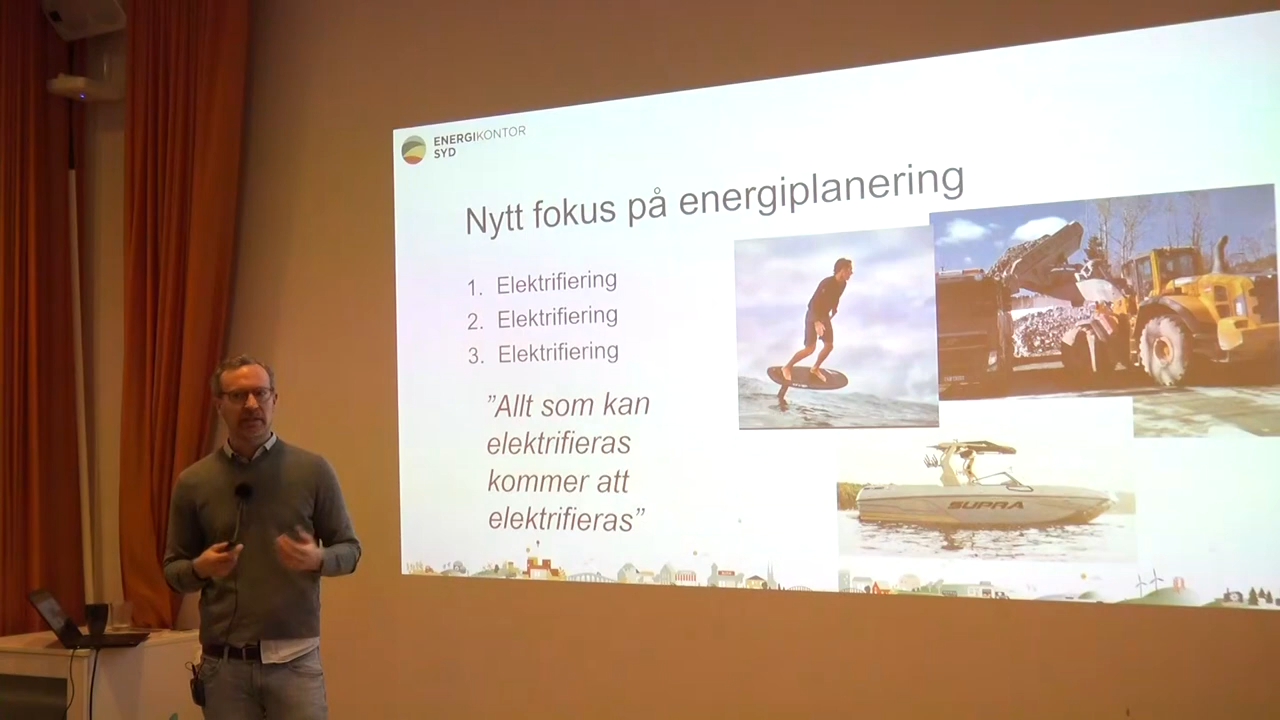 ENERGIKONTOR
SYD
Nytt fokus på energiplanering
1. Elektrifiering
2. Elektrifiering
3. Elektrifiering
”Allt som kan
elektrifieras
kommer att
elektrifieras”
SUPRA